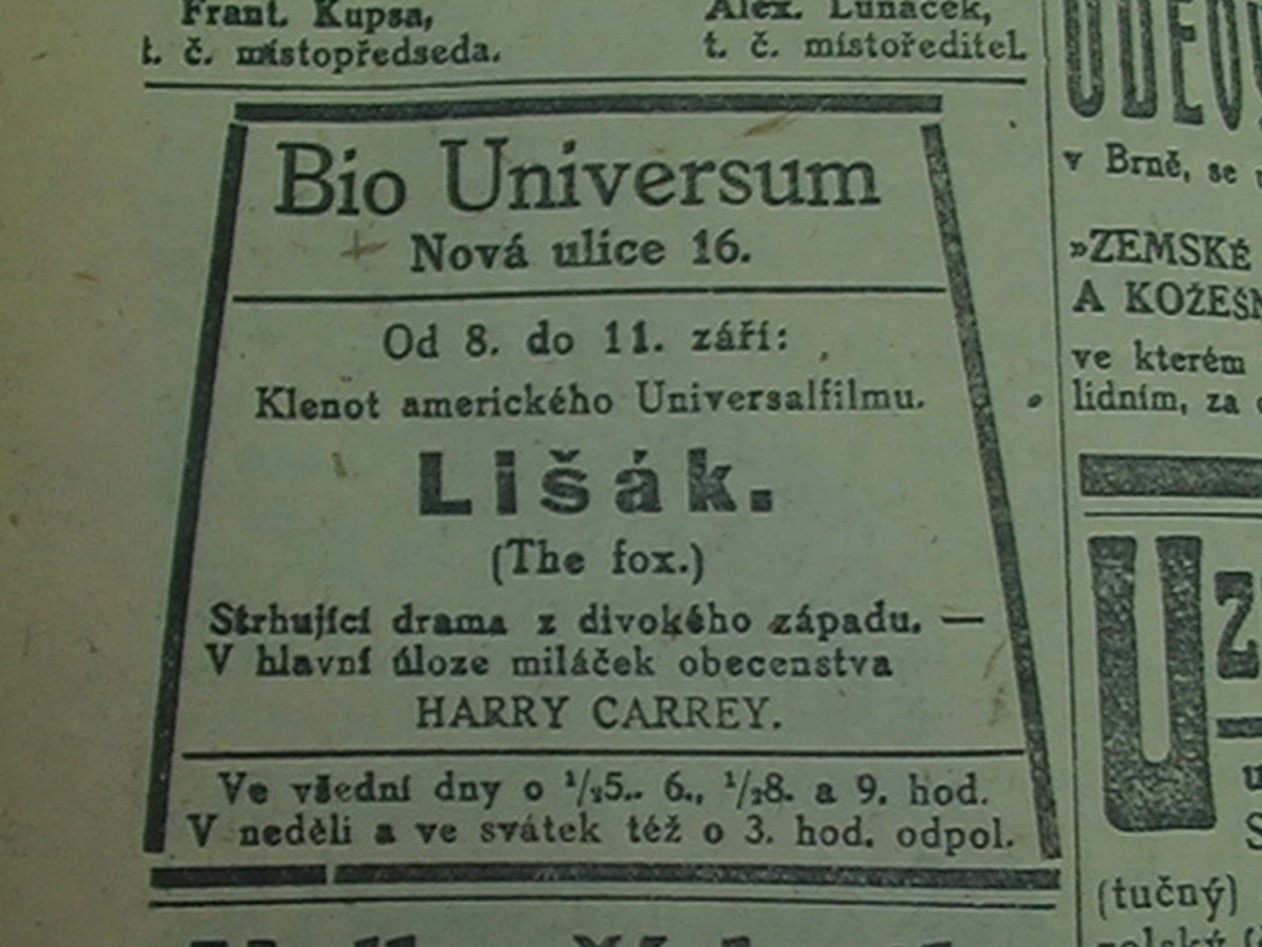 Frant. Kupsa,
t. č. místopředseda.
Alex. Lunáček,
t. č. místoředitel.
Bio Universum
Nová ulice 16.
Od 8. do 11. září:
Klenot amerického Universalfilmu.
Lišák.
(The fox.)
Strhující drama z divokého západu. —
V hlavní úloze miláček obecenstva
HARRY CARREY.
Ve všední dny o ½5.. 6., ½8. a 9. hod.
V neděli a ve svátek též o 3. hod. odpol.
v Brně, se
»ZEMSKÉ
A
ve kterém
lidním, za
(tučný)